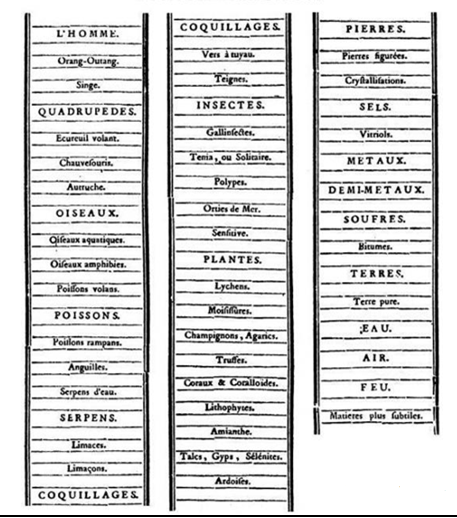 L'HOMME.
Orang-Outang.
Singe.
QUADRUPEDES.
Ecureuil volant.
Chauvesouris.
Autruche.
OISEAUX.
Oiſeaux aquatiques.
Oiſeaux amphibies.
Poiſſons volans.
POISSONS.
Poiſſons rampans.
Anguilles.
Serpens d'eau.
SERPENS.
Limaces.
Limaçons.
COQUILLAGES.
COQUILLAGES.
Vers à tuyau.
Teignes.
INSECTES.
Gallinſectes.
Tenia, ou Solitaire.
Polypes.
Orties de Mer.
Senſitive.
PLANTES.
Lychens.
Moiſiſſures.
Champignons, Agarics.
Truffes.
Coraux & Coralloïdes.
Lithophytes.
Amianthe.
Talcs, Gyps, Sélénites.
Ardoiſes.
PIERRES.
Pierres figurées.
Cryſtalliſations.
SELS.
Vitriols.
METAUX.
DEMI-METAUX.
SOUFRES.
Bitumes.
TERRES.
Terre pure.
EAU.
AIR.
FEU.
Matieres plus ſubtiles.